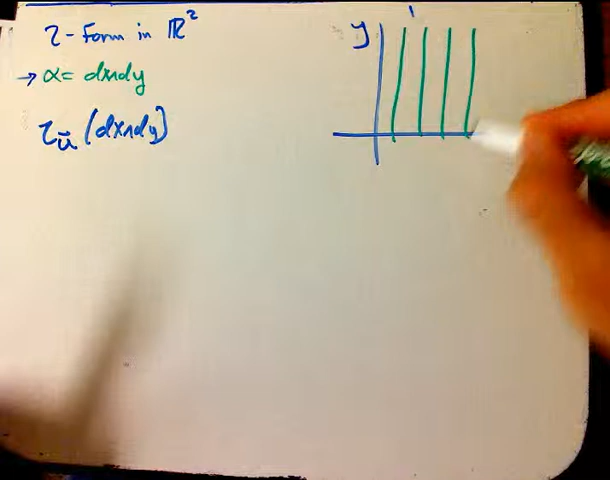 2-Form in ℝ²
→ α= dx∧dy
ι_ū (dx∧dy)
y